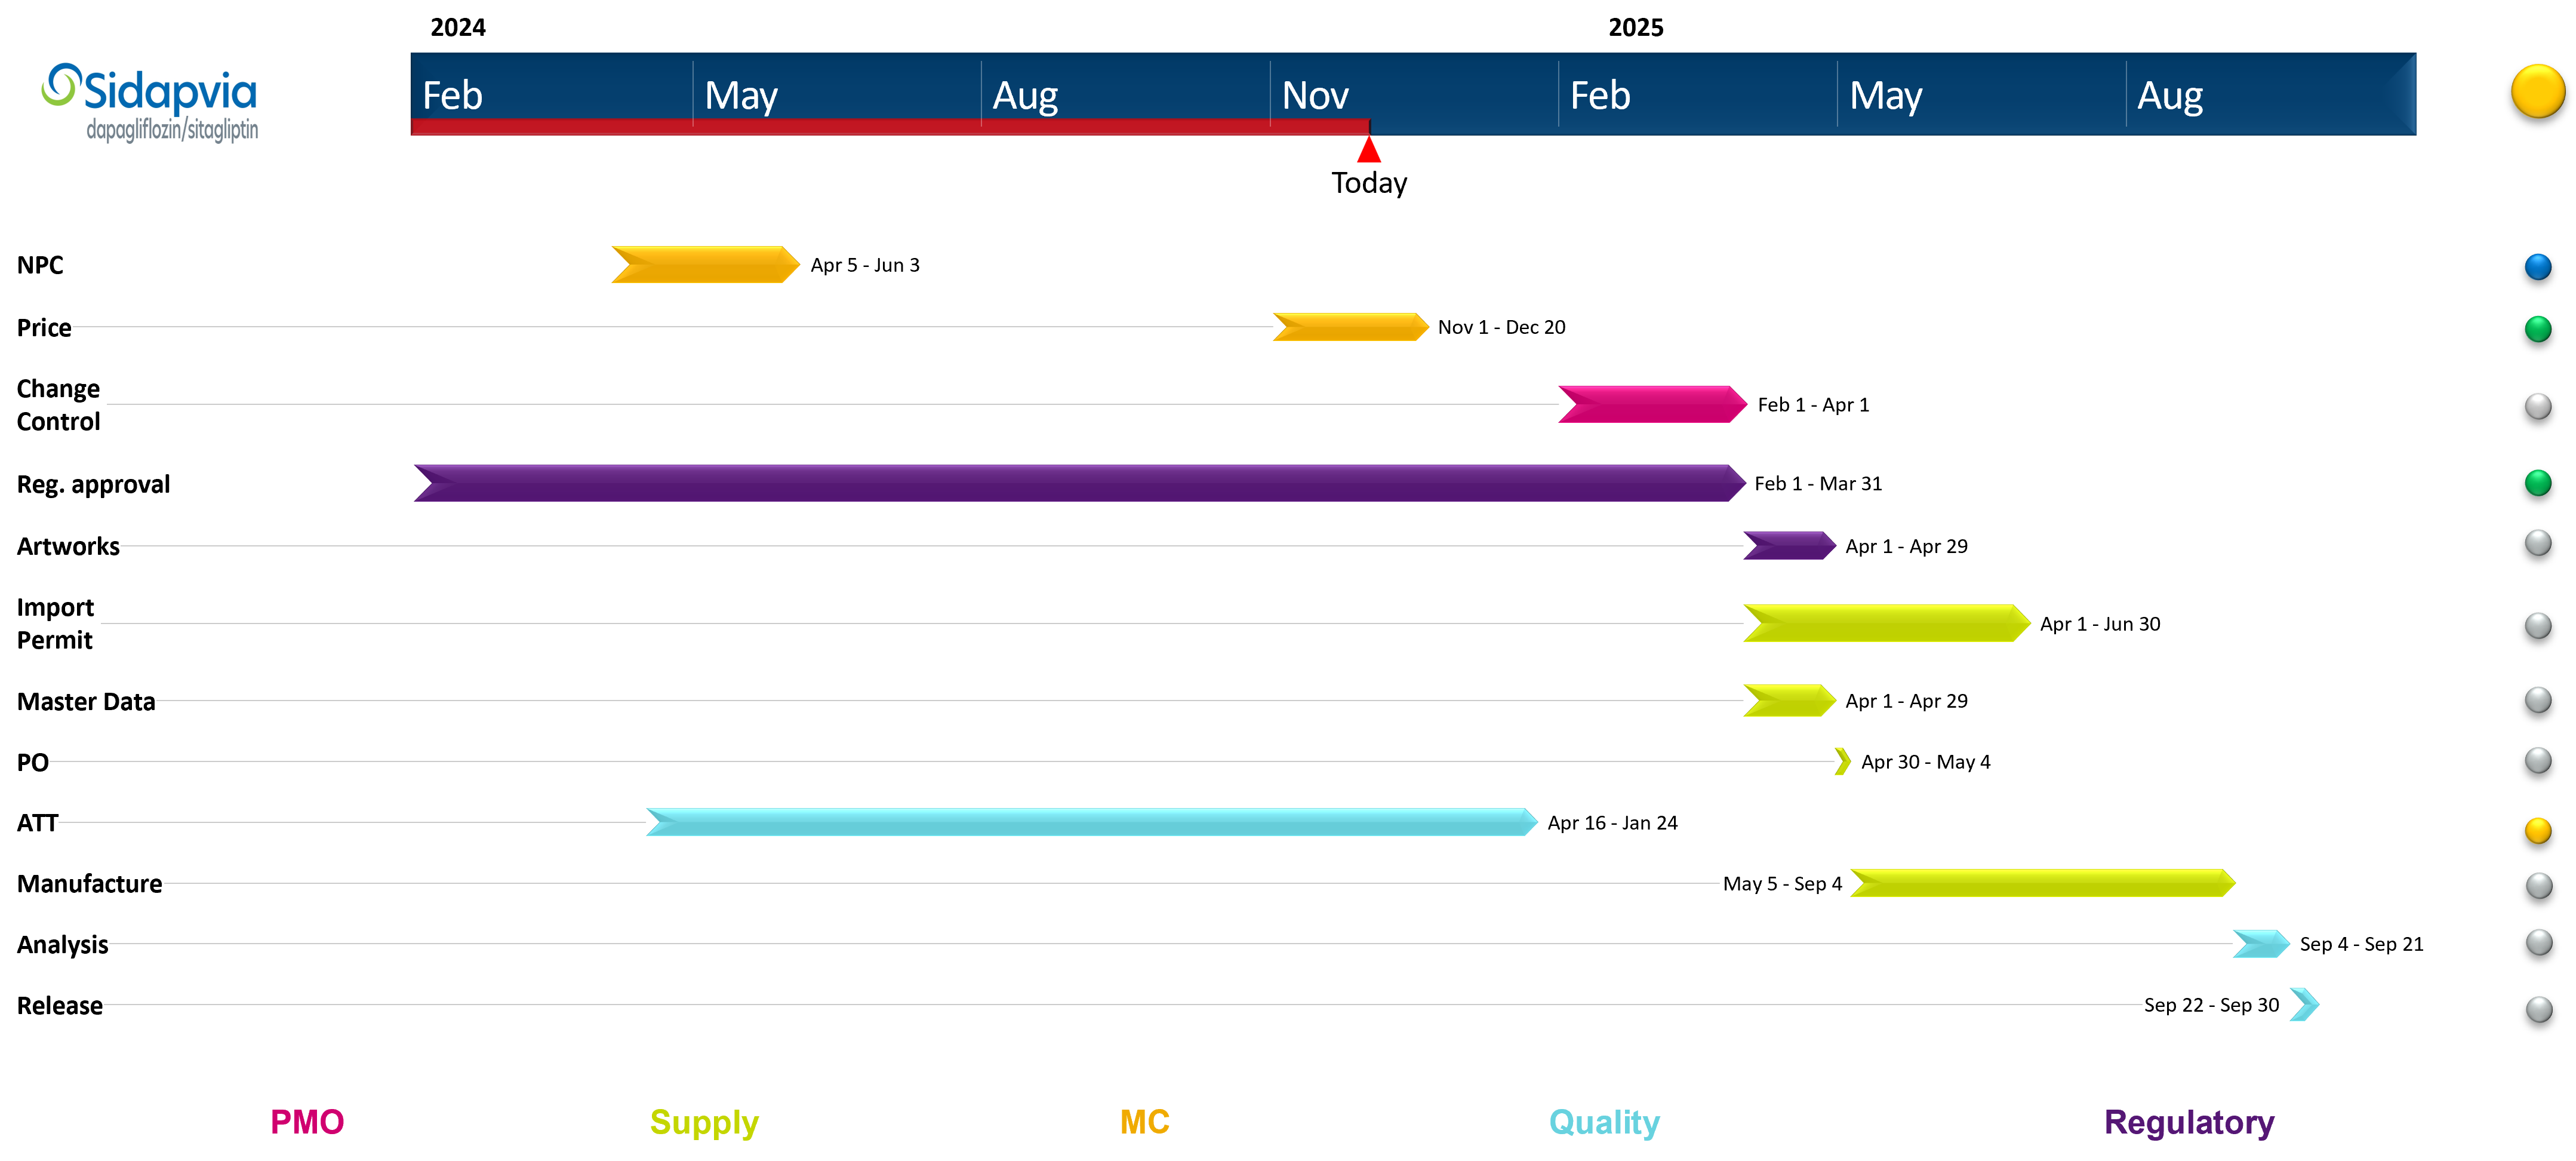 2024
2025
Sidapvia
dapagliflozin/sitagliptin
Feb
May
Aug
Nov
Feb
May
Aug
Today
NPC
Apr 5 - Jun 3
Price
Nov 1 - Dec 20
Change
Control
Feb 1 - Apr 1
Reg. approval
Feb 1 - Mar 31
Artworks
Apr 1 - Apr 29
Import
Permit
Apr 1 - Jun 30
Master Data
Apr 1 - Apr 29
PO
Apr 30 - May 4
ATT
Apr 16 - Jan 24
Manufacture
May 5 - Sep 4
Analysis
Sep 4 - Sep 21
Release
Sep 22 - Sep 30
PMO
Supply
MC
Quality
Regulatory